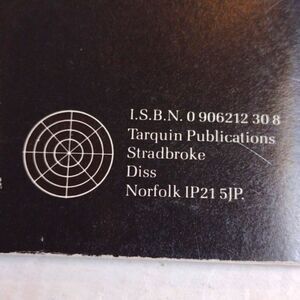 I.S.B.N. 0 906212 30 8
Tarquin Publications
Stradbroke
Diss
Norfolk IP21 5JP.